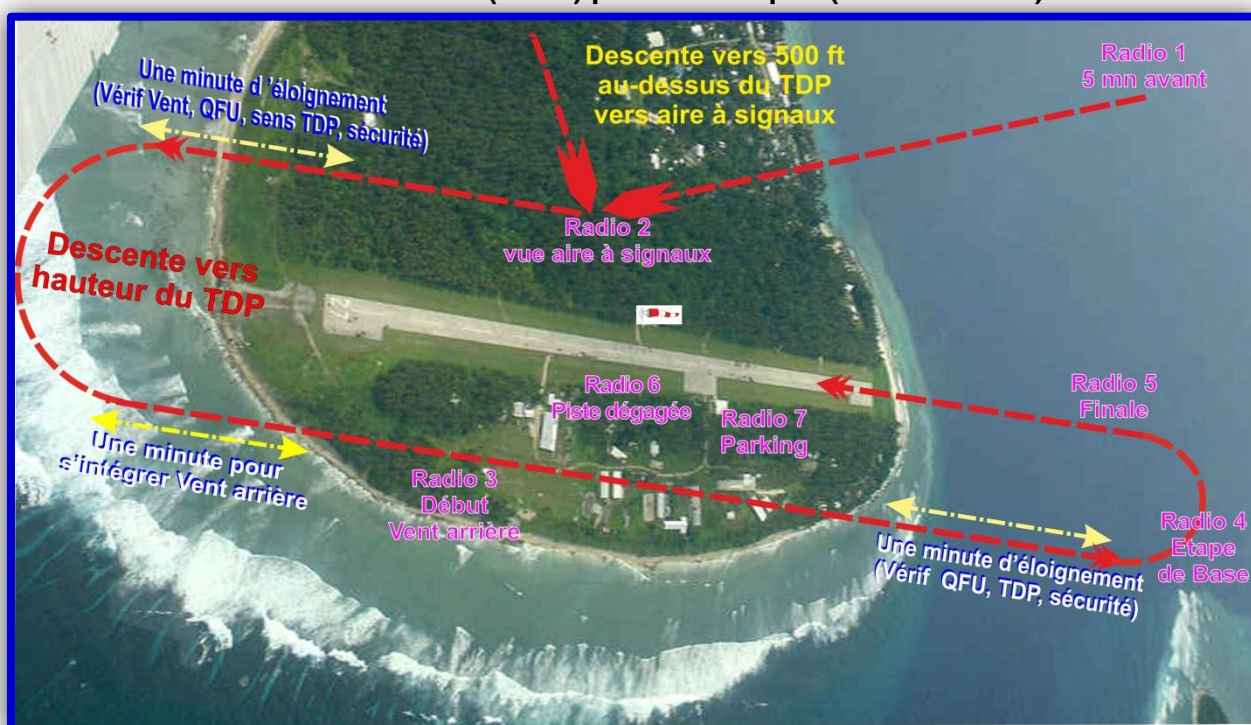 Descente vers 500 ft
au-dessus du TDP
vers aire à signaux
Radio 1
5 mn avant
Une minute d 'éloignement
(Vérif Vent, QFU, sens TDP, sécurité)
Radio 2
vue aire à signaux
Descente vers
hauteur du TDP
Radio 6
Piste dégagée
Radio 7
Parking
Radio 5
Finale
Une minute pour
s'intégrer Vent arrière
Radio 3
Début
Vent arrière
Une minute d'éloignement
(Vérif QFU, TDP, sécurité)
Radio 4
Etape
de Base